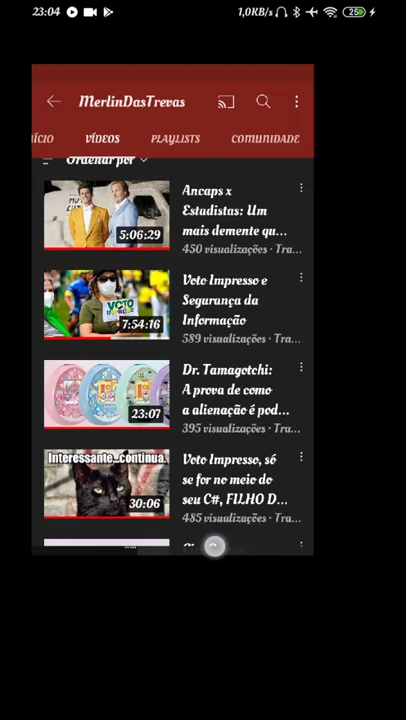 23:04
1,0KB/s
25
MerlinDasTrevas
ÍCIO VÍDEOS PLAYLISTS COMUNIDADE
Ordenar por
5:06:29
Ancaps x
Estadistas: Um
mais demente qu...
450 visualizações · Tra...
VOTO
IMPRESSO
7:54:16
Voto Impresso e
Segurança da
Informação
589 visualizações · Tra...
23:07
Dr. Tamagotchi:
A prova de como
a alienação é pod...
395 visualizações · Tra...
Interessante..continua.
30:06
Voto Impresso, só
se for no meio do
seu C#, FILHO D...
485 visualizações · Tra...